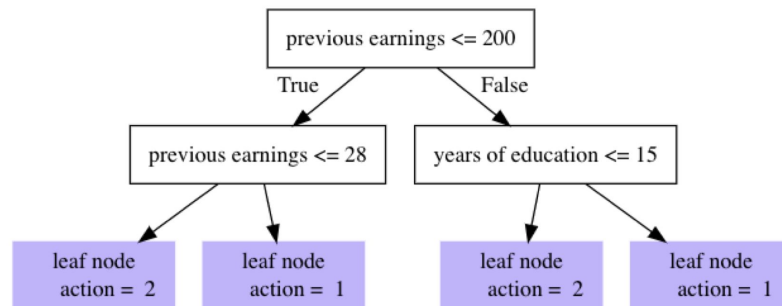 previous earnings <= 200
True
False
previous earnings <= 28
years of education <= 15
leaf node
action = 2
leaf node
action = 1
leaf node
action = 2
leaf node
action = 1